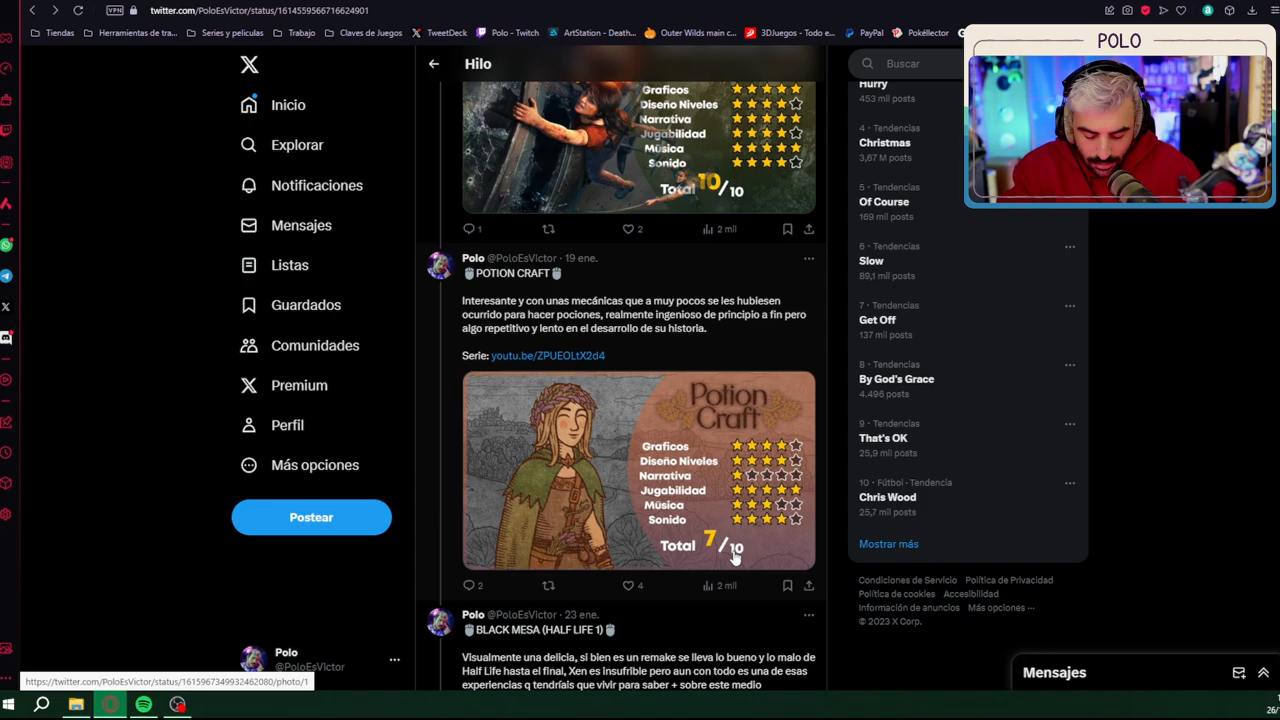 twitter.com/PoloEsVictor/status/1614559566716624901
VPN
Tiendas
Herramientas de tra...
Series y peliculas
Trabajo
Claves de Juegos
TweetDeck
Polo - Twitch
ArtStation - Death...
Outer Wilds main c...
3DJuegos - Todo e...
PayPal
Pokéllector
POLO
Inicio
Explorar
Notificaciones
Mensajes
Listas
Guardados
Comunidades
Premium
Perfil
Más opciones
Postear
Polo
@PoloEsVictor
Hilo
Graficos
Diseño Niveles
Narrativa
Jugabilidad
Música
Sonido
Total 10/10
1
2
2 mil
Polo @PoloEsVictor · 19 ene.
POTION CRAFT
Interesante y con unas mecánicas que a muy pocos se les hubiesen
ocurrido para hacer pociones, realmente ingenioso de principio a fin pero
algo repetitivo y lento en el desarrollo de su historia.
Serie: youtu.be/ZPUEOLtX2d4
Potion
Craft
Graficos
Diseño Niveles
Narrativa
Jugabilidad
Música
Sonido
Total 7/10
2
4
2 mil
Polo @PoloEsVictor · 23 ene.
BLACK MESA (HALF LIFE 1)
Visualmente una delicia, si bien es un remake se lleva lo bueno y lo malo de
Half Life hasta el final, Xen es insufrible pero aun con todo es una de esas
experiencias q tendríais que vivir para saber + sobre este medio
Buscar
Hurry
453 mil posts
4 · Tendencias
Christmas
3,67 M posts
5 · Tendencias
Of Course
169 mil posts
6 · Tendencias
Slow
89,1 mil posts
7 · Tendencias
Get Off
137 mil posts
8 · Tendencias
By God's Grace
4.496 posts
9 · Tendencias
That's OK
25,9 mil posts
10 · Fútbol · Tendencia
Chris Wood
25,7 mil posts
Mostrar más
Condiciones de Servicio Política de Privacidad
Política de cookies Accesibilidad
Información de anuncios Más opciones ···
© 2023 X Corp.
Mensajes
https://twitter.com/PoloEsVictor/status/1615967349932462080/photo/1